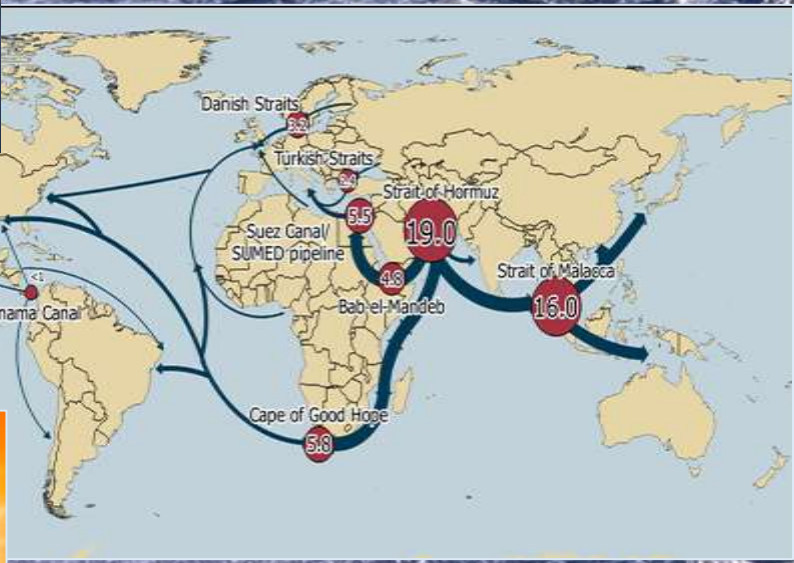 Danish Straits
3.2
Turkish Straits
2.4
Strait of Hormuz
5.5
19.0
Suez Canal/
SUMED pipeline
4.8
Strait of Malacca
<1
Bab el-Mandeb
16.0
nama Canal
Cape of Good Hope
5.8